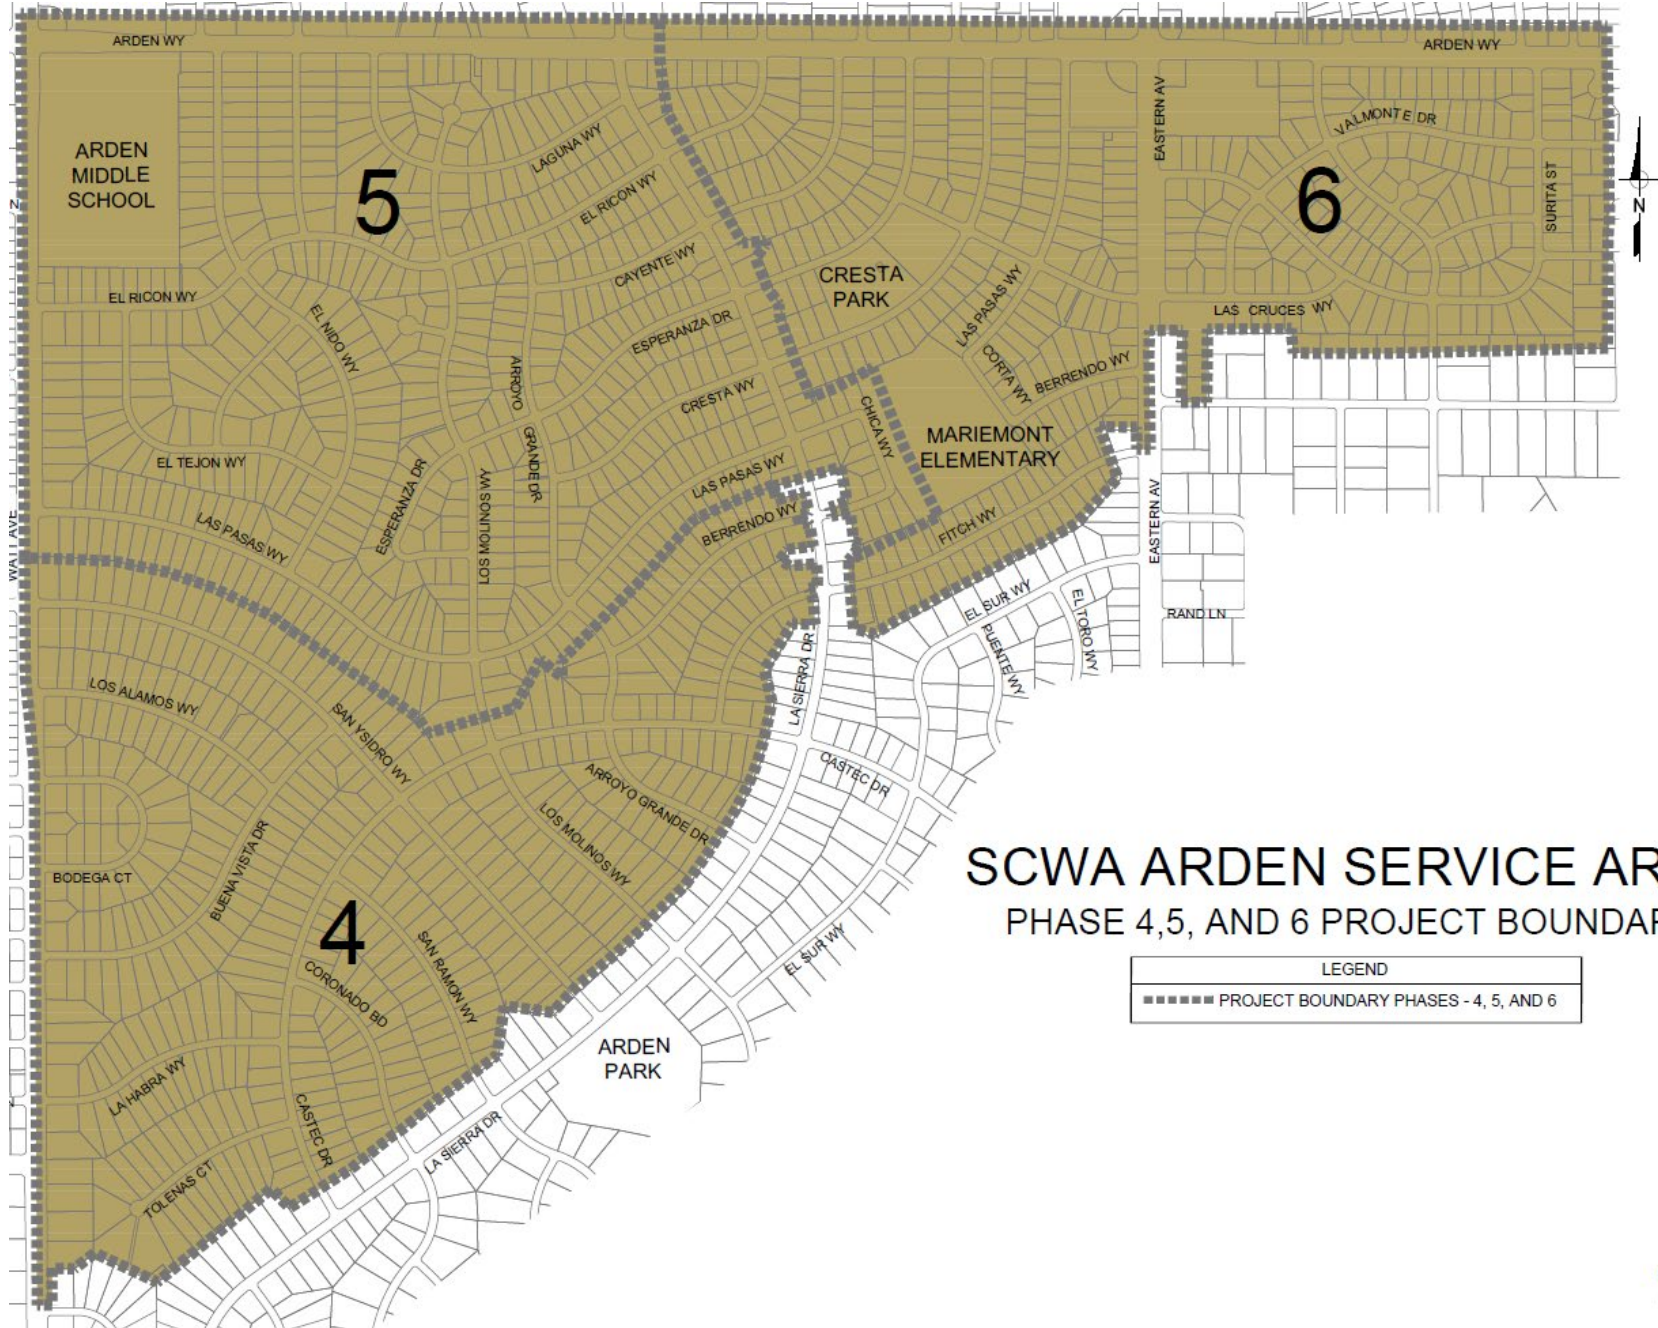 ARDEN WY
ARDEN WY
ARDEN
MIDDLE
SCHOOL
5
LAGUNA WY
EL RICON WY
CAYENTE WY
ESPERANZA DR
EL RICON WY
EL NIDO WY
ARROYO
GRANDE DR
CRESTA WY
EL TEJON WY
ESPERANZA DR
LOS MOLINOS WY
LAS PASAS WY
LAS PASAS WY
BERRENDO WY
WATT AVE
EASTERN AV
VALMONTE DR
6
SURITA ST
N
CRESTA
PARK
LAS PASAS WY
LAS CRUCES WY
CORTA WY
BERRENDO WY
CHICA WY
MARIEMONT
ELEMENTARY
FITCH WY
EASTERN AV
EL SUR WY
EL TORO WY
PUENTE WY
RAND LN
LA SIERRA DR
CASTEC DR
LOS ALAMOS WY
SAN YSIDRO WY
ARROYO GRANDE DR
LOS MOLINOS WY
BODEGA CT
BUENA VISTA DR
4
SAN RAMON WY
CORONADO BD
EL SUR WY
LA HABRA WY
CASTEC DR
TOLENAS CT
LA SIERRA DR
ARDEN
PARK
SCWA ARDEN SERVICE AR
PHASE 4,5, AND 6 PROJECT BOUNDAR
LEGEND
PROJECT BOUNDARY PHASES - 4, 5, AND 6